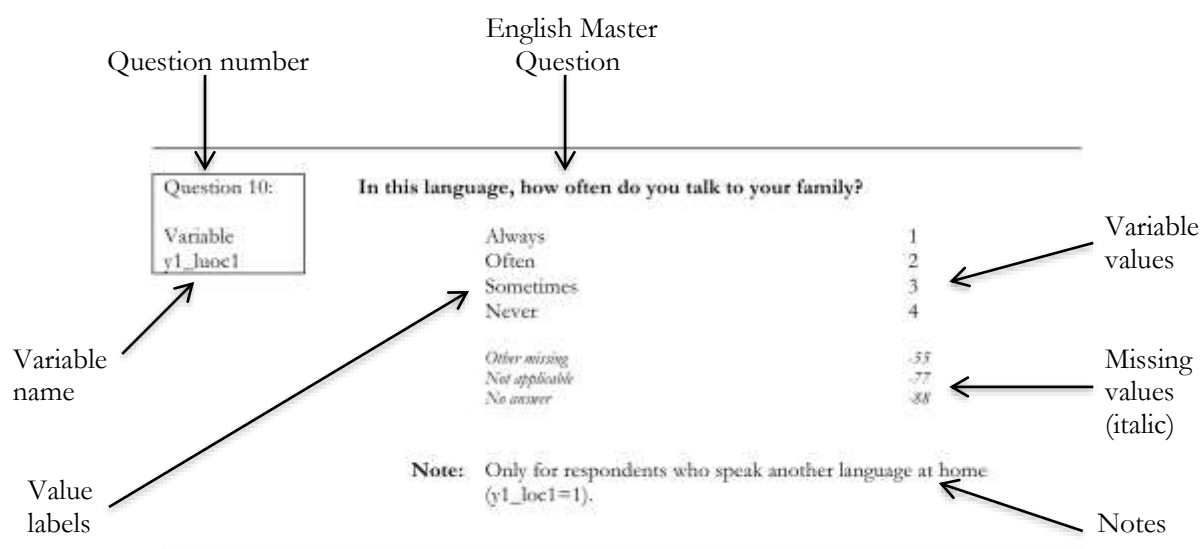 English Master
Question number
Question
Question 10:
In this language, how often do you talk to your family?
Variable
y1_luoc1
Always 1
Often 2
Sometimes 3
Never 4
Variable
values
Variable
name
Other missing -55
Not applicable -77
No answer -88
Missing
values
(italic)
Note: Only for respondents who speak another language at home
(y1_loc1=1).
Value
labels
Notes